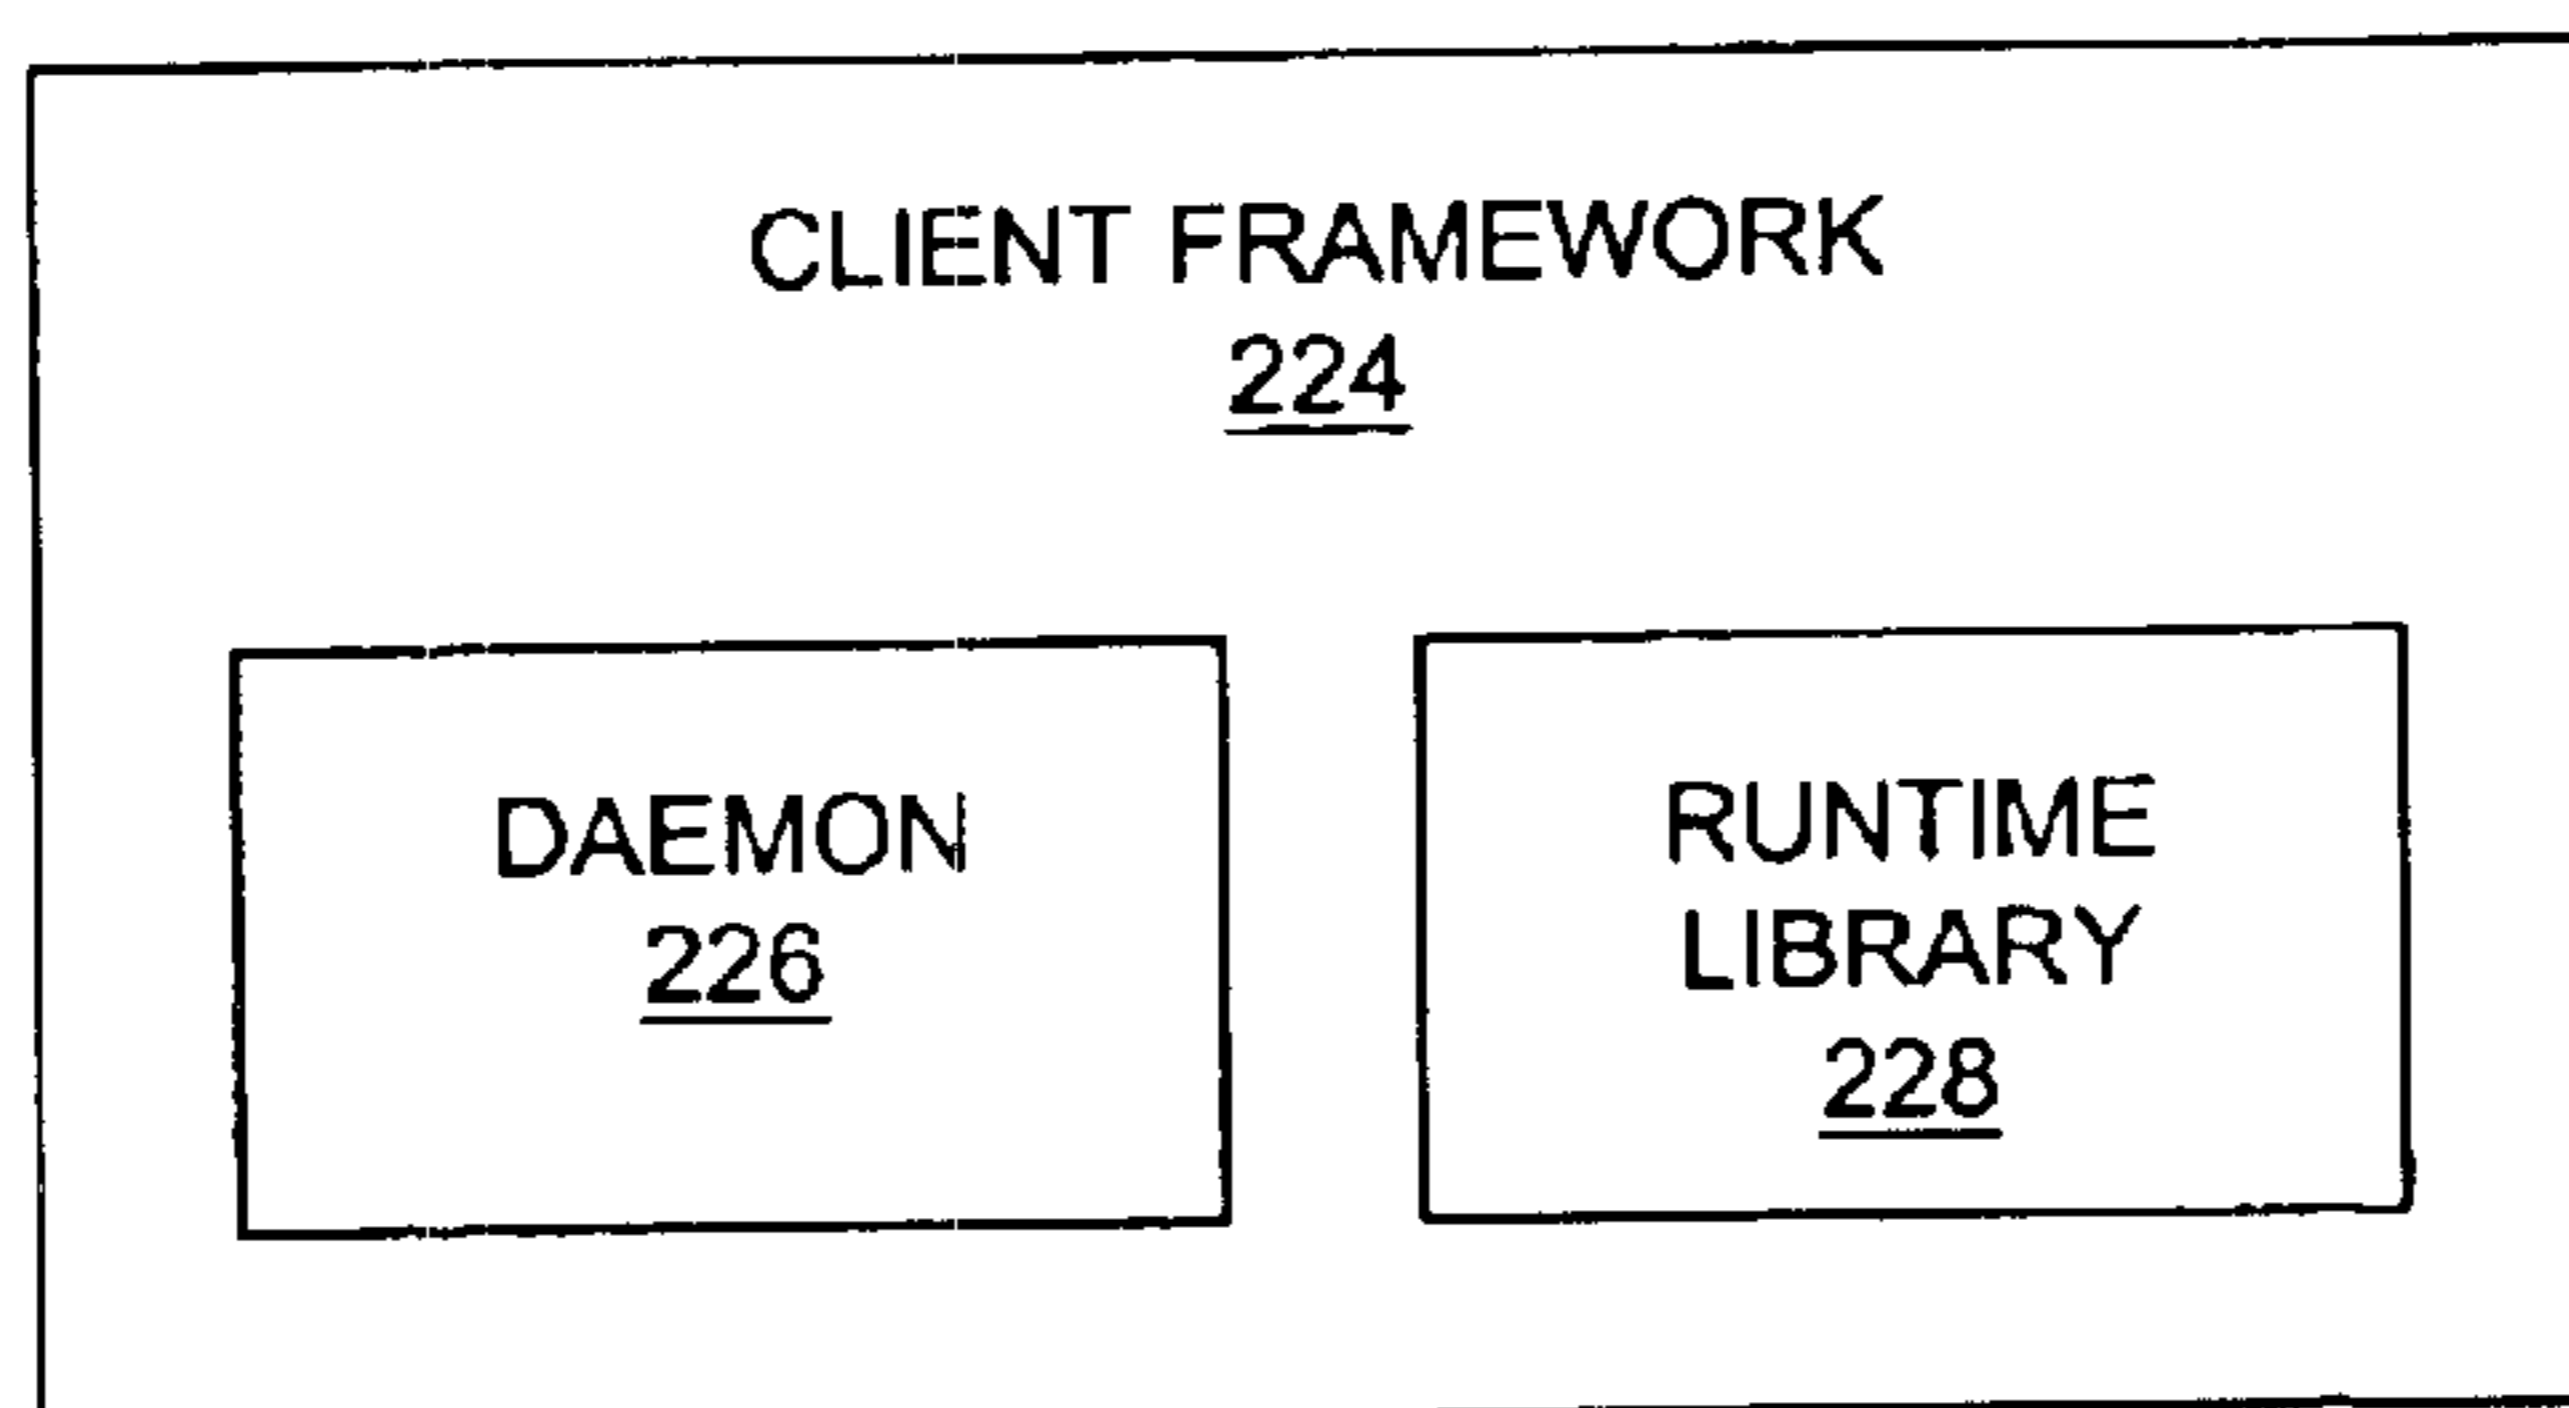 CLIENT FRAMEWORK
224
DAEMON
226
RUNTIME
LIBRARY
228